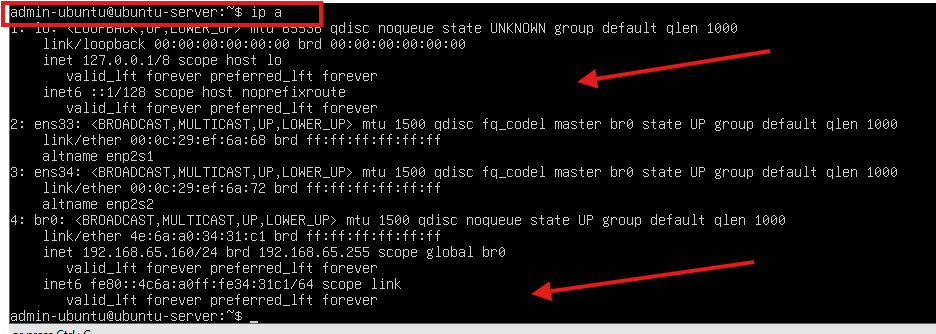 admin-ubuntu@ubuntu-server:~$ ip a
1: lo: <LOOPBACK,UP,LOWER_UP> mtu 65536 qdisc noqueue state UNKNOWN group default qlen 1000
link/loopback 00:00:00:00:00:00 brd 00:00:00:00:00:00
inet 127.0.0.1/8 scope host lo
valid_lft forever preferred_lft forever
inet6 ::1/128 scope host noprefixroute
valid_lft forever preferred_lft forever
2: ens33: <BROADCAST,MULTICAST,UP,LOWER_UP> mtu 1500 qdisc fq_codel master br0 state UP group default qlen 1000
link/ether 00:0c:29:ef:6a:68 brd ff:ff:ff:ff:ff:ff
altname enp2s1
3: ens34: <BROADCAST,MULTICAST,UP,LOWER_UP> mtu 1500 qdisc fq_codel master br0 state UP group default qlen 1000
link/ether 00:0c:29:ef:6a:72 brd ff:ff:ff:ff:ff:ff
altname enp2s2
4: br0: <BROADCAST,MULTICAST,UP,LOWER_UP> mtu 1500 qdisc noqueue state UP group default qlen 1000
link/ether 4e:6a:a0:34:31:c1 brd ff:ff:ff:ff:ff:ff
inet 192.168.65.160/24 brd 192.168.65.255 scope global br0
valid_lft forever preferred_lft forever
inet6 fe80::4c6a:a0ff:fe34:31c1/64 scope link
valid_lft forever preferred_lft forever
admin-ubuntu@ubuntu-server:~$ _